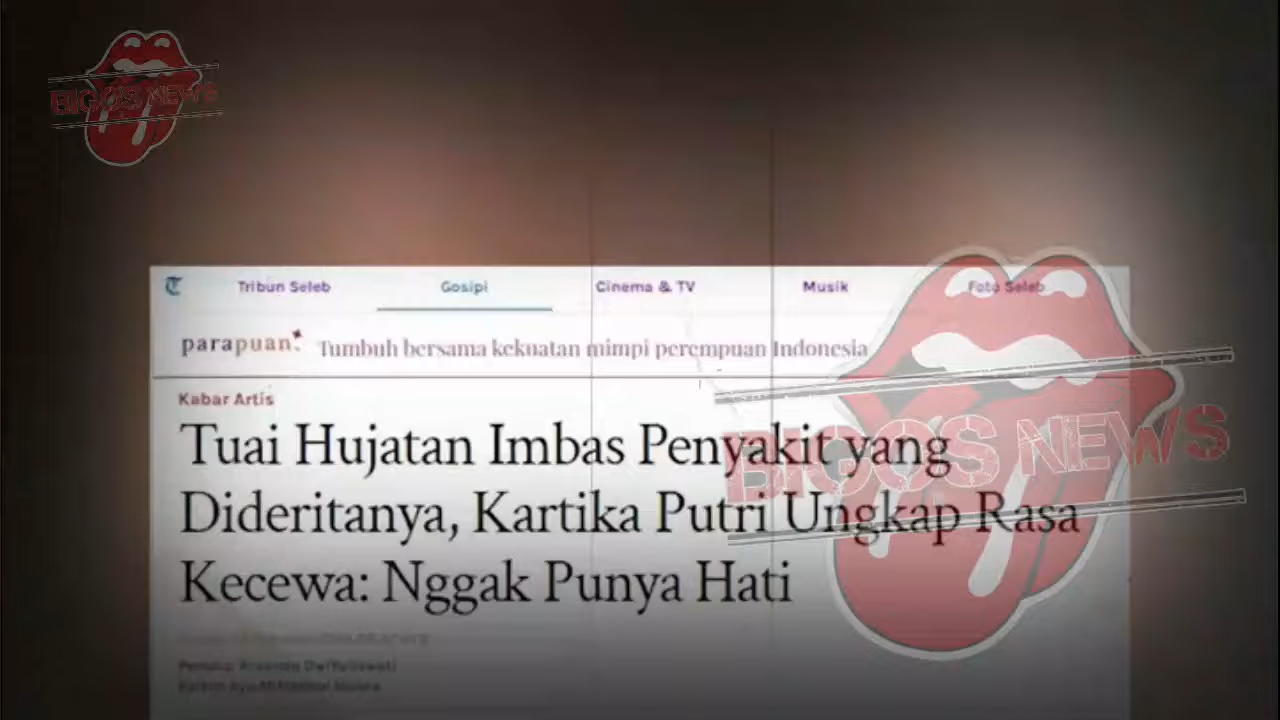 BIGOS NEWS
Tribun Seleb Gosipi Cinema & TV Musik Foto Seleb
parapuan. Tumbuh bersama kekuatan mimpi perempuan Indonesia
Kabar Artis
Tuai Hujatan Imbas Penyakit yang
Dideritanya, Kartika Putri Ungkap Rasa
Kecewa: Nggak Punya Hati
BIGOS NEWS